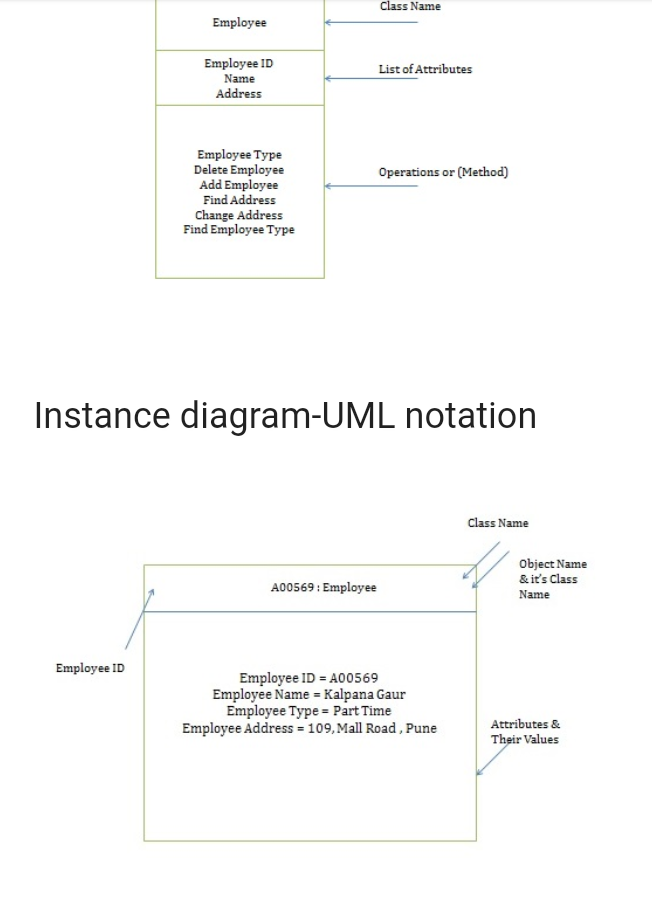 Class Name
Employee
Employee ID
Name
Address
List of Attributes
Employee Type
Delete Employee
Add Employee
Find Address
Change Address
Find Employee Type
Operations or (Method)
Instance diagram-UML notation
Class Name
Object Name
& it's Class
Name
A00569 : Employee
Employee ID
Employee ID = A00569
Employee Name = Kalpana Gaur
Employee Type = Part Time
Employee Address = 109, Mall Road , Pune
Attributes &
Their Values